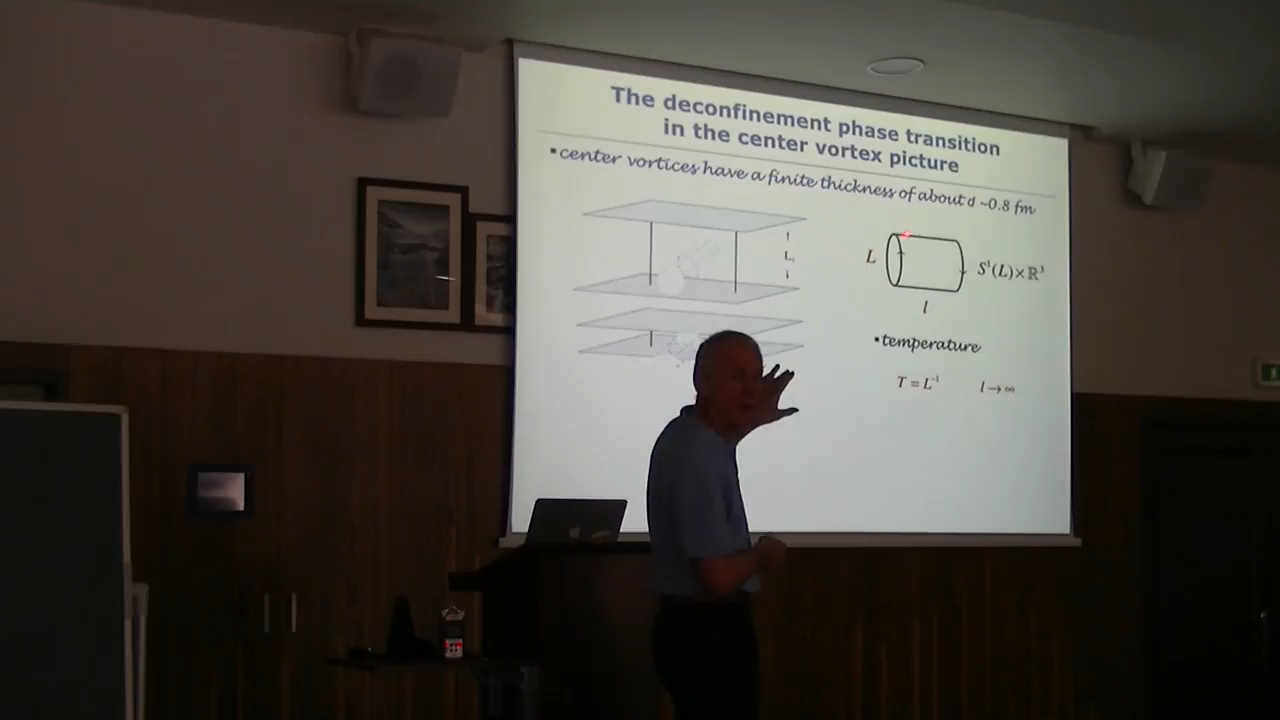 The deconfinement phase transition
in the center vortex picture
▪center vortices have a finite thickness of about d ~0.8 fm
L
L
S¹(L)×ℝ³
l
▪temperature
T = L⁻¹ l → ∞